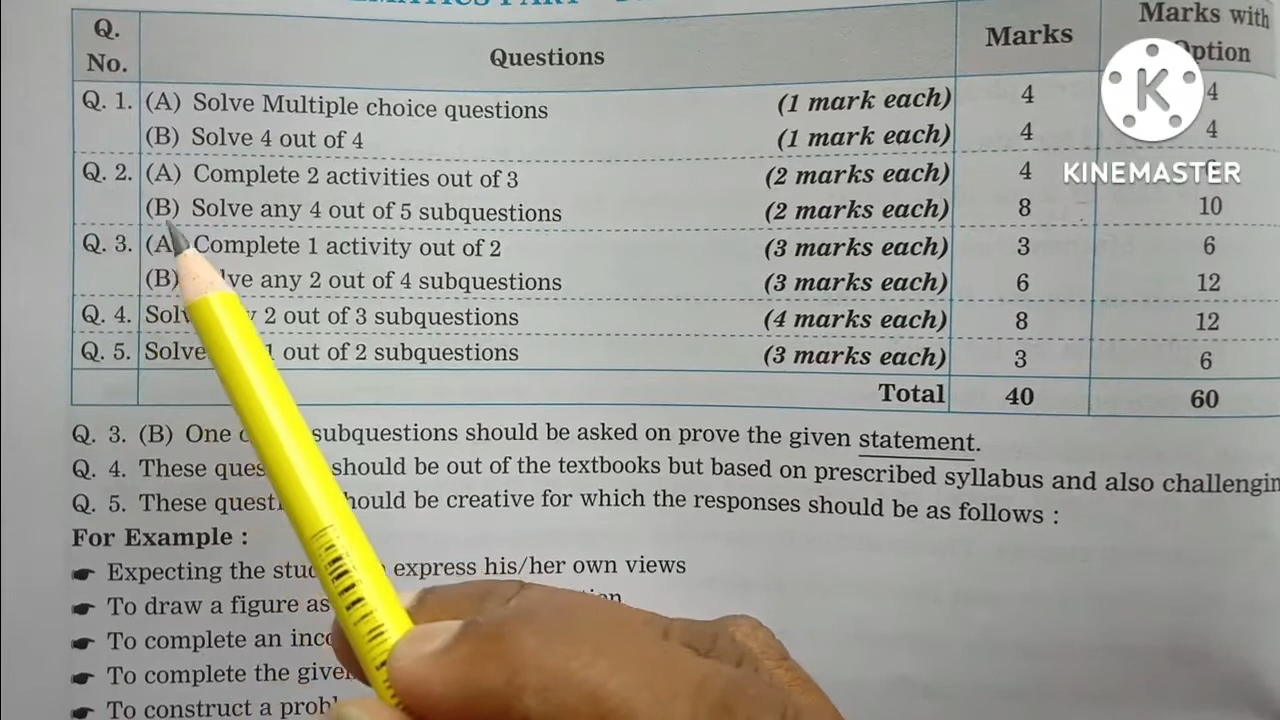 Q. No. Questions Marks Marks with Option
Q. 1. (A) Solve Multiple choice questions (1 mark each) 4 4
(B) Solve 4 out of 4 (1 mark each) 4 4
Q. 2. (A) Complete 2 activities out of 3 (2 marks each) 4
(B) Solve any 4 out of 5 subquestions (2 marks each) 8 10
Q. 3. (A) Complete 1 activity out of 2 (3 marks each) 3 6
(B) any 2 out of 4 subquestions (3 marks each) 6 12
Q. 4. 2 out of 3 subquestions (4 marks each) 8 12
Q. 5. Solve 1 out of 2 subquestions (3 marks each) 3 6
Total 40 60
Q. 3. (B) One subquestions should be asked on prove the given statement.
Q. 4. These should be out of the textbooks but based on prescribed syllabus and also
Q. 5. These should be creative for which the responses should be as follows :
For Example :
Expecting the express his/her own views
To draw a figure as
To complete an
To complete the
To construct a
K
KINEMASTER